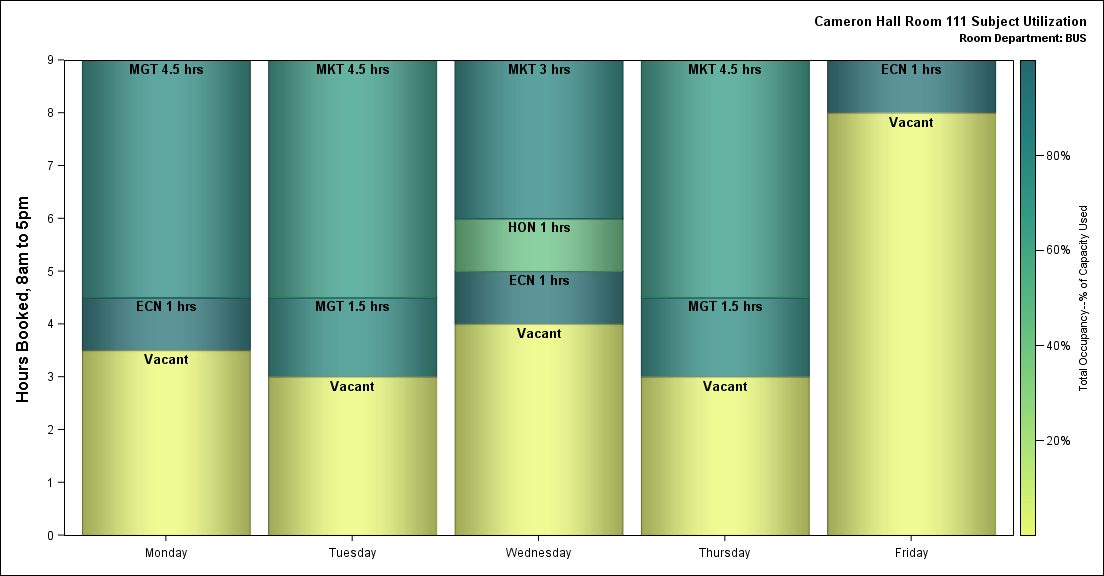 Cameron Hall Room 111 Subject Utilization
Room Department: BUS
Hours Booked, 8am to 5pm
9
8
7
6
5
4
3
2
1
0
MGT 4.5 hrs
ECN 1 hrs
Vacant
MKT 4.5 hrs
MGT 1.5 hrs
Vacant
MKT 3 hrs
HON 1 hrs
ECN 1 hrs
Vacant
MKT 4.5 hrs
MGT 1.5 hrs
Vacant
ECN 1 hrs
Vacant
Monday
Tuesday
Wednesday
Thursday
Friday
80%
60%
40%
20%
Total Occupancy--% of Capacity Used